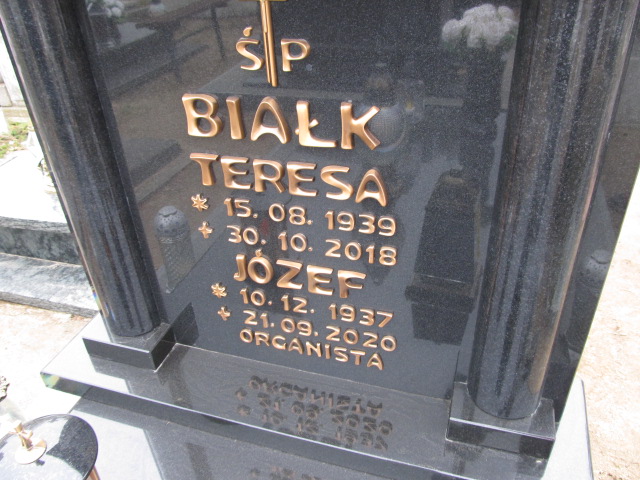 ŚP
BIAŁK
TERESA
* 15. 08. 1939
+ 30. 10. 2018
JÓZEF
* 10. 12. 1937
+ 21. 09. 2020
ORGANISTA